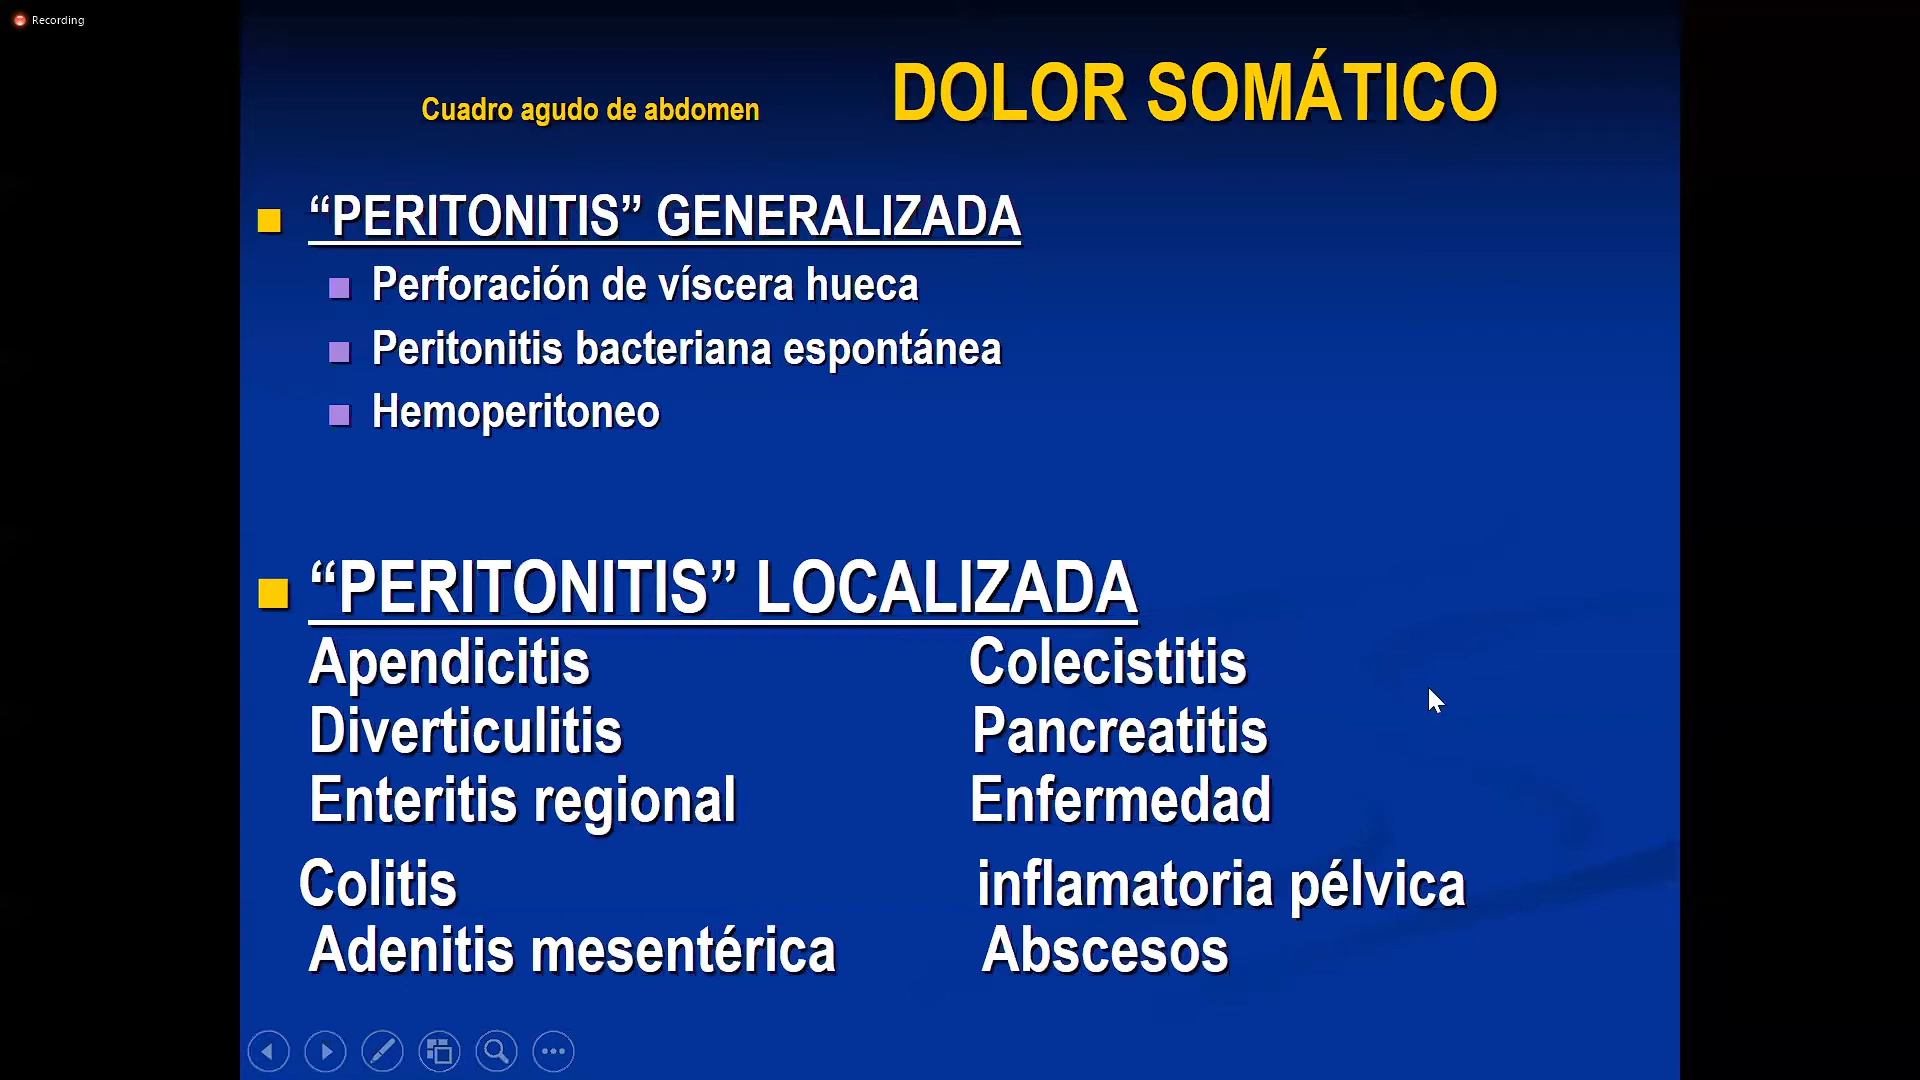 Recording
Cuadro agudo de abdomen DOLOR SOMÁTICO
“PERITONITIS” GENERALIZADA
Perforación de víscera hueca
Peritonitis bacteriana espontánea
Hemoperitoneo
“PERITONITIS” LOCALIZADA
Apendicitis Colecistitis
Diverticulitis Pancreatitis
Enteritis regional Enfermedad
Colitis inflamatoria pélvica
Adenitis mesentérica Abscesos